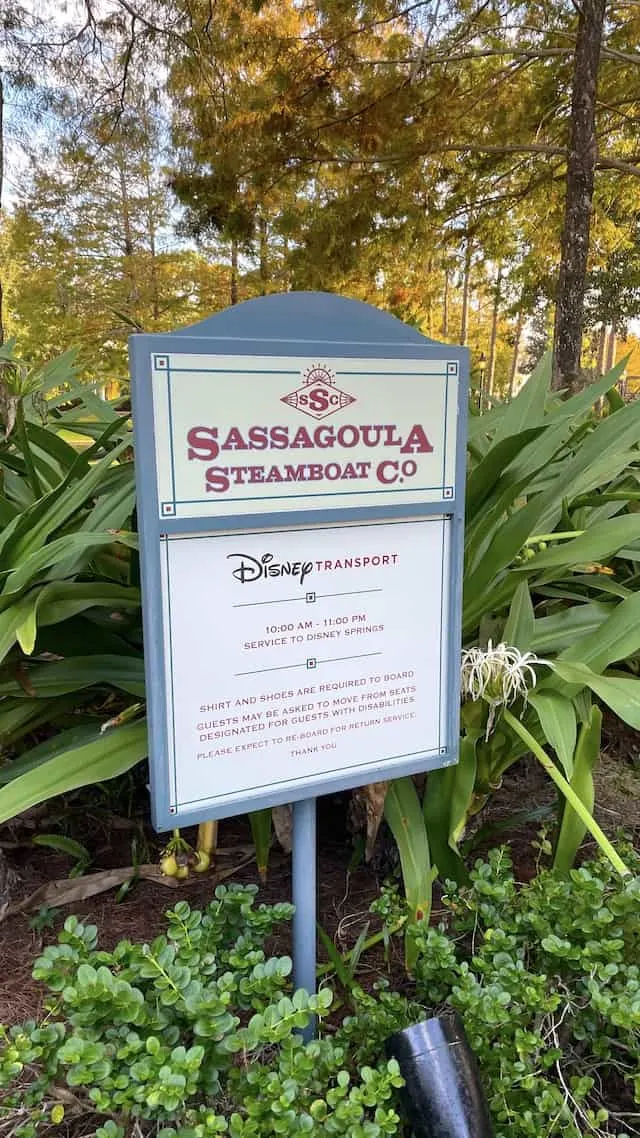 SSC
SASSAGOULA
STEAMBOAT CO
Disney TRANSPORT
10:00 AM - 11:00 PM
SERVICE TO DISNEY SPRINGS
SHIRT AND SHOES ARE REQUIRED TO BOARD
GUESTS MAY BE ASKED TO MOVE FROM SEATS
DESIGNATED FOR GUESTS WITH DISABILITIES.
PLEASE EXPECT TO RE-BOARD FOR RETURN SERVICE.
THANK YOU